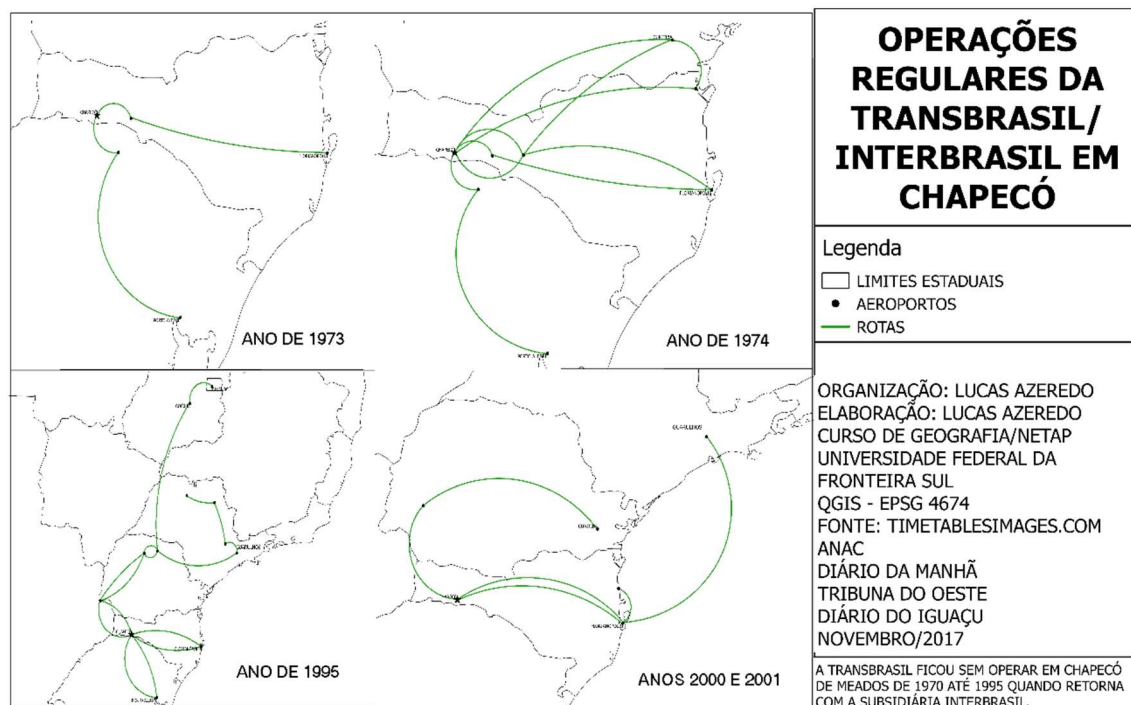 OPERAÇÕES
REGULARES DA
TRANSBRASIL/
INTERBRASIL EM
CHAPECÓ
Legenda
LIMITES ESTADUAIS
AEROPORTOS
ROTAS
ORGANIZAÇÃO: LUCAS AZEREDO
ELABORAÇÃO: LUCAS AZEREDO
CURSO DE GEOGRAFIA/NETAP
UNIVERSIDADE FEDERAL DA
FRONTEIRA SUL
QGIS - EPSG 4674
FONTE: TIMETABLESIMAGES.COM
ANAC
DIÁRIO DA MANHÃ
TRIBUNA DO OESTE
DIÁRIO DO IGUAÇU
NOVEMBRO/2017
A TRANSBRASIL FICOU SEM OPERAR EM CHAPECÓ
DE MEADOS DE 1970 ATÉ 1995 QUANDO RETORNA
COM A SUBSIDIÁRIA INTERBRASIL.
ANO DE 1973
ANO DE 1974
ANO DE 1995
GUARULHOS
ANOS 2000 E 2001